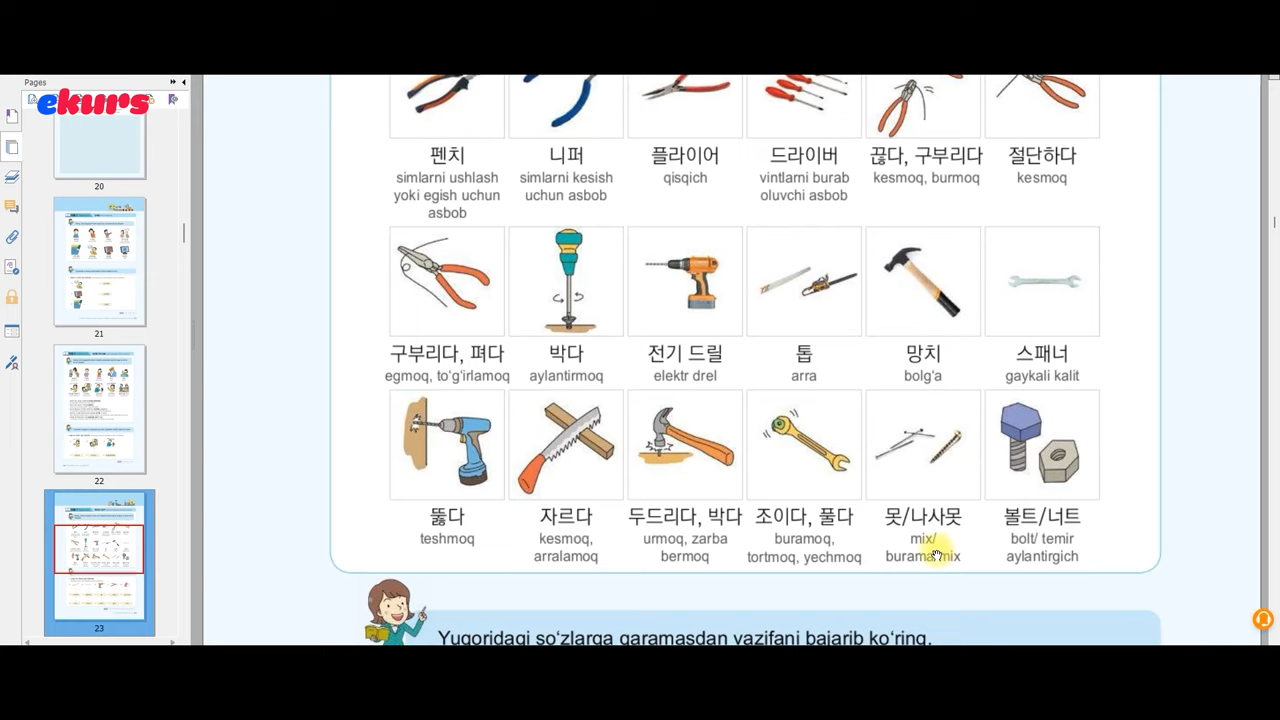 Pages
ekurs
20
21
22
23
펜치
니퍼
플라이어
드라이버
끊다, 구부리다
절단하다
simlarni ushlash
yoki egish uchun
asbob
simlarni kesish
uchun asbob
qisqich
vintlarni burab
oluvchi asbob
kesmoq, burmoq
kesmoq
구부리다, 펴다
박다
전기 드릴
톱
망치
스패너
egmoq, to‘g‘irlamoq
aylantirmoq
elektr drel
arra
bolg‘a
gaykali kalit
뚫다
자르다
두드리다, 박다
조이다, 풀다
못/나사못
볼트/너트
teshmoq
kesmoq,
arralamoq
urmoq, zarba
bermoq
buramoq,
tortmoq, yechmoq
mix/
burama mix
bolt/ temir
aylantirgich
Yuqoridagi so‘zlarga qaramasdan vazifani bajarib ko‘ring.